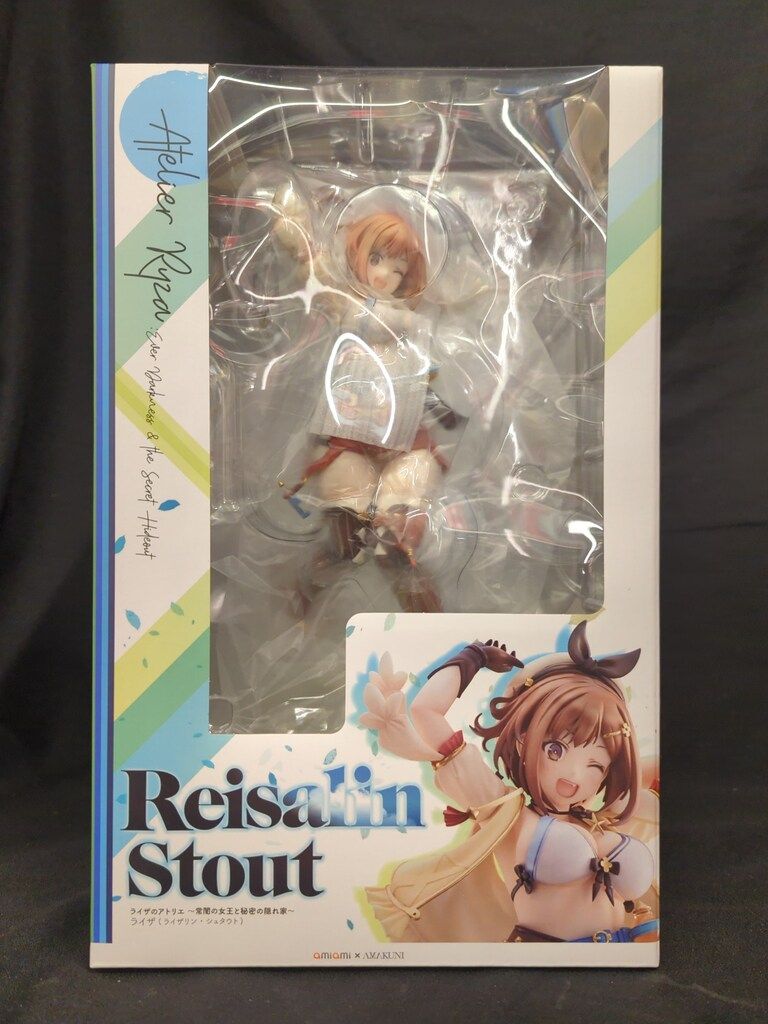 Atelier Ryza
: Ever Darkness & the Secret Hideout
Reisalin
Stout
ライザのアトリエ ～常闇の女王と秘密の隠れ家～
ライザ（ライザリン・シュタウト）
amiami × AMAKUNI